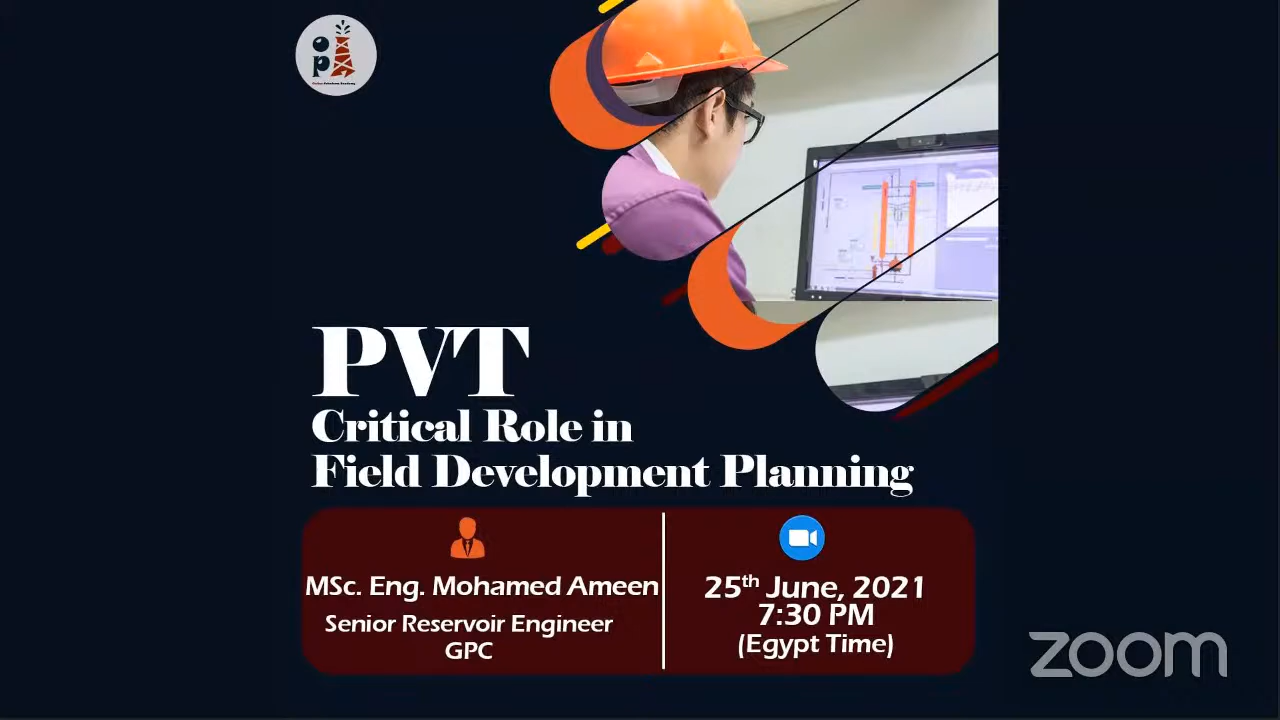 op
PVT
Critical Role in
Field Development Planning
MSc. Eng. Mohamed Ameen
Senior Reservoir Engineer
GPC
25th June, 2021
7:30 PM
(Egypt Time)
zoom